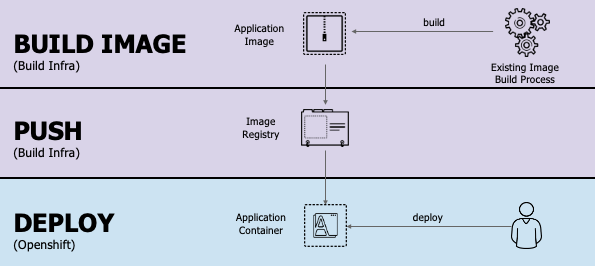 BUILD IMAGE
(Build Infra)
Application
Image
build
Existing Image
Build Process
PUSH
(Build Infra)
Image
Registry
DEPLOY
(Openshift)
Application
Container
deploy